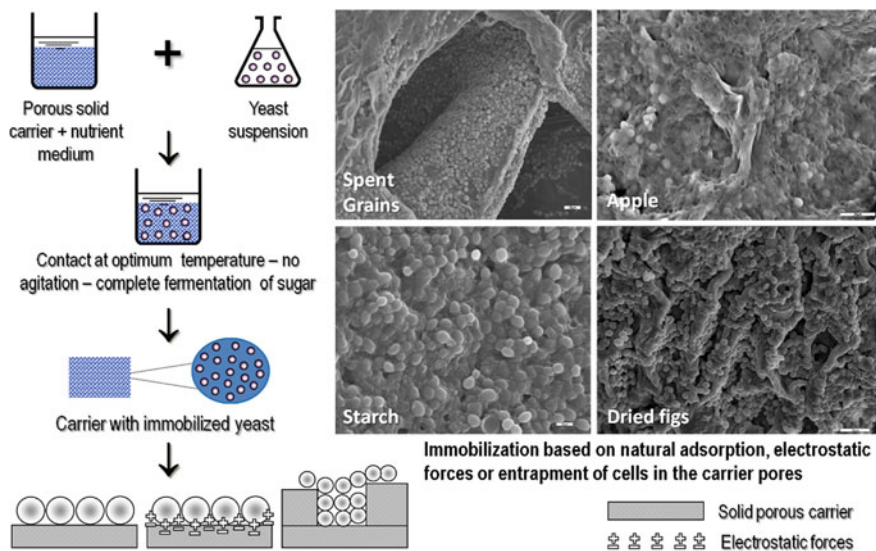 Porous solid
carrier + nutrient
medium
+
Yeast
suspension
Contact at optimum temperature – no
agitation – complete fermentation of sugar
Carrier with immobilized yeast
Spent
Grains
Apple
Starch
Dried figs
Immobilization based on natural adsorption, electrostatic
forces or entrapment of cells in the carrier pores
Solid porous carrier
Electrostatic forces